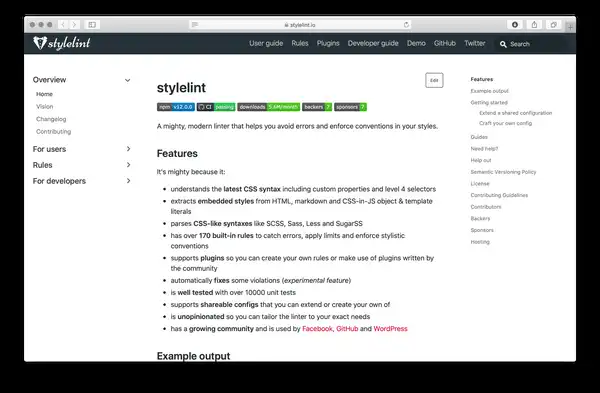 stylelint.io
stylelint
User guide Rules Plugins Developer guide Demo GitHub Twitter Search
Overview
Home
Vision
Changelog
Contributing
For users
Rules
For developers
stylelint
Edit
npm v12.0.0 CI passing downloads 5.6M/month backers 7 sponsors 7
A mighty, modern linter that helps you avoid errors and enforce conventions in your styles.
Features
It's mighty because it:
understands the latest CSS syntax including custom properties and level 4 selectors
extracts embedded styles from HTML, markdown and CSS-in-JS object & template
literals
parses CSS-like syntaxes like SCSS, Sass, Less and SugarSS
has over 170 built-in rules to catch errors, apply limits and enforce stylistic
conventions
supports plugins so you can create your own rules or make use of plugins written by
the community
automatically fixes some violations (experimental feature)
is well tested with over 10000 unit tests
supports shareable configs that you can extend or create your own of
is unopinionated so you can tailor the linter to your exact needs
has a growing community and is used by Facebook, GitHub and WordPress
Example output
Features
Example output
Getting started
Extend a shared configuration
Craft your own config
Guides
Need help?
Help out
Semantic Versioning Policy
License
Contributing Guidelines
Contributors
Backers
Sponsors
Hosting